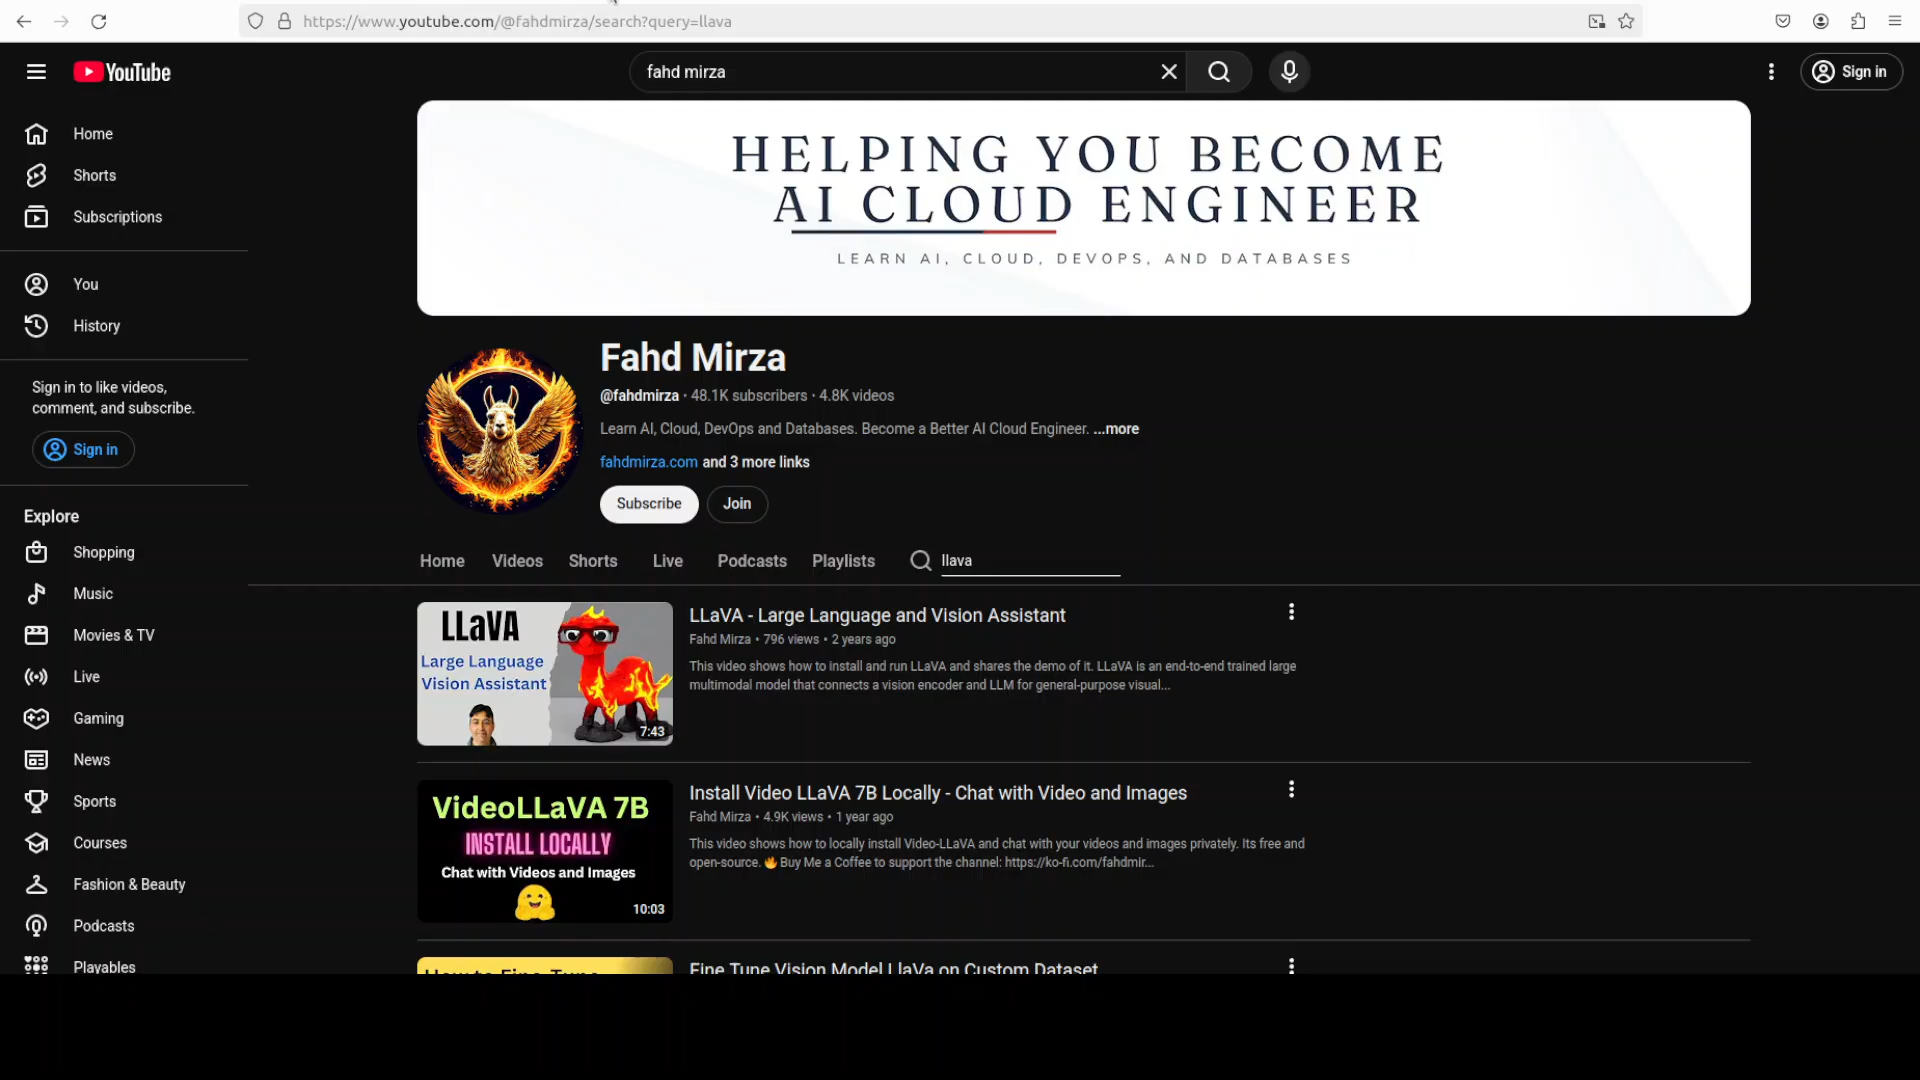 https://www.youtube.com/@fahdmirza/search?query=llava
YouTube
fahd mirza
Sign in
Home
Shorts
Subscriptions
You
History
Sign in to like videos,
comment, and subscribe.
Sign in
Explore
Shopping
Music
Movies & TV
Live
Gaming
News
Sports
Courses
Fashion & Beauty
Podcasts
Playables
HELPING YOU BECOME
AI CLOUD ENGINEER
LEARN AI, CLOUD, DEVOPS, AND DATABASES
Fahd Mirza
@fahdmirza · 48.1K subscribers · 4.8K videos
Learn AI, Cloud, DevOps and Databases. Become a Better AI Cloud Engineer. ...more
fahdmirza.com and 3 more links
Subscribe Join
Home Videos Shorts Live Podcasts Playlists llava
LLaVA
Large Language
Vision Assistant
7:43
LLaVA - Large Language and Vision Assistant
Fahd Mirza • 796 views • 2 years ago
This video shows how to install and run LLaVA and shares the demo of it. LLaVA is an end-to-end trained large
multimodal model that connects a vision encoder and LLM for general-purpose visual...
VideoLLaVA 7B
INSTALL LOCALLY
Chat with Videos and Images
10:03
Install Video LLaVA 7B Locally - Chat with Video and Images
Fahd Mirza • 4.9K views • 1 year ago
This video shows how to locally install Video-LLaVA and chat with your videos and images privately. Its free and
open-source. 🔥 Buy Me a Coffee to support the channel: https://ko-fi.com/fahdmir...
How to Fine Tune
Fine Tune Vision Model LlaVa on Custom Dataset